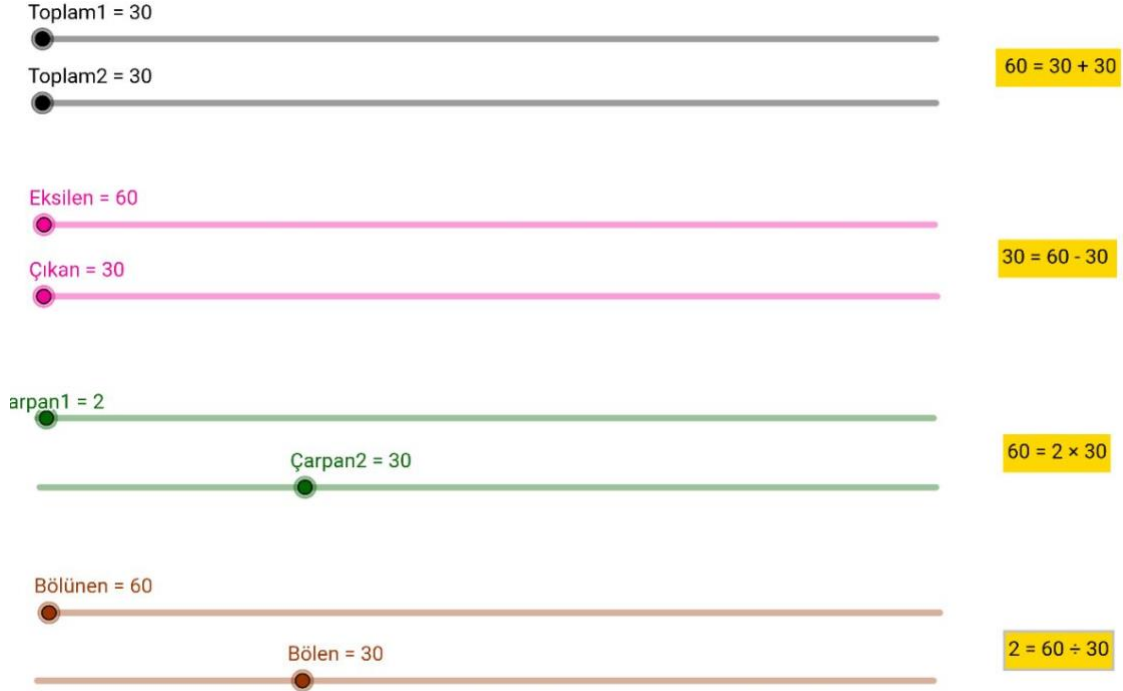 Toplam1 = 30
60 = 30 + 30
Toplam2 = 30
Eksilen = 60
30 = 60 - 30
Çıkan = 30
arpan1 = 2
60 = 2 × 30
Çarpan2 = 30
Bölünen = 60
2 = 60 ÷ 30
Bölen = 30